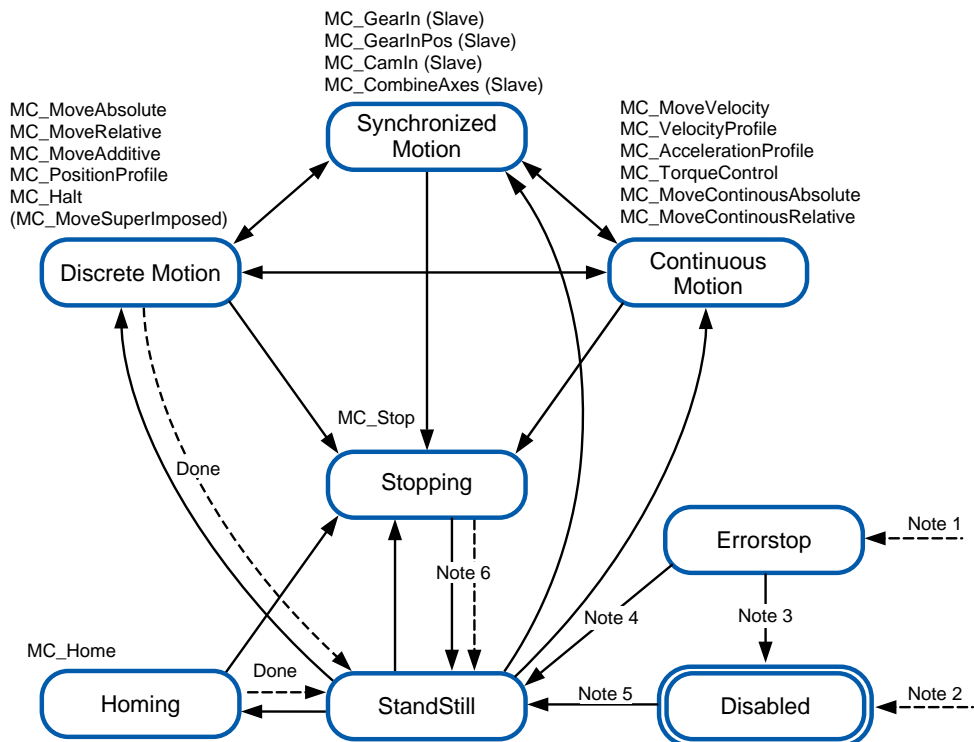 MC_GearIn (Slave)
MC_GearInPos (Slave)
MC_CamIn (Slave)
MC_CombineAxes (Slave)
MC_MoveAbsolute
MC_MoveRelative
MC_MoveAdditive
MC_PositionProfile
MC_Halt
(MC_MoveSuperImposed)
Synchronized
Motion
MC_MoveVelocity
MC_VelocityProfile
MC_AccelerationProfile
MC_TorqueControl
MC_MoveContinousAbsolute
MC_MoveContinousRelative
Discrete Motion
Continuous
Motion
MC_Stop
Done
Stopping
Errorstop
Note 1
Note 6
Note 4
Note 3
MC_Home
Homing
Done
StandStill
Note 5
Disabled
Note 2